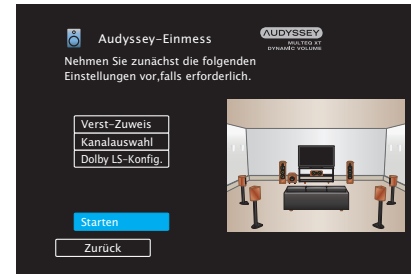 Audyssey-Einmess
AUDYSSEY
MULTEQ XT
DYNAMIC VOLUME
Nehmen Sie zunächst die folgenden
Einstellungen vor,falls erforderlich.
Verst-Zuweis
Kanalauswahl
Dolby LS-Konfig.
Starten
Zurück